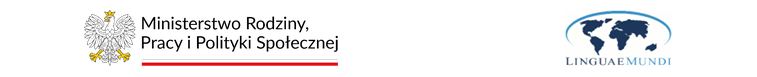 Ministerstwo Rodziny,
Pracy i Polityki Społecznej
LINGUAEMUNDI